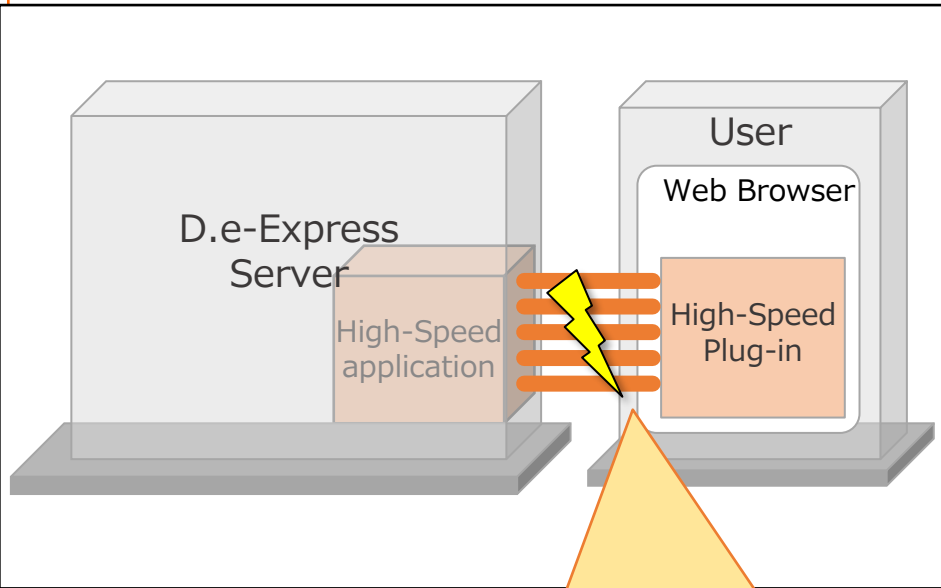 D.e-Express
Server
High-Speed
application
User
Web Browser
High-Speed
Plug-in